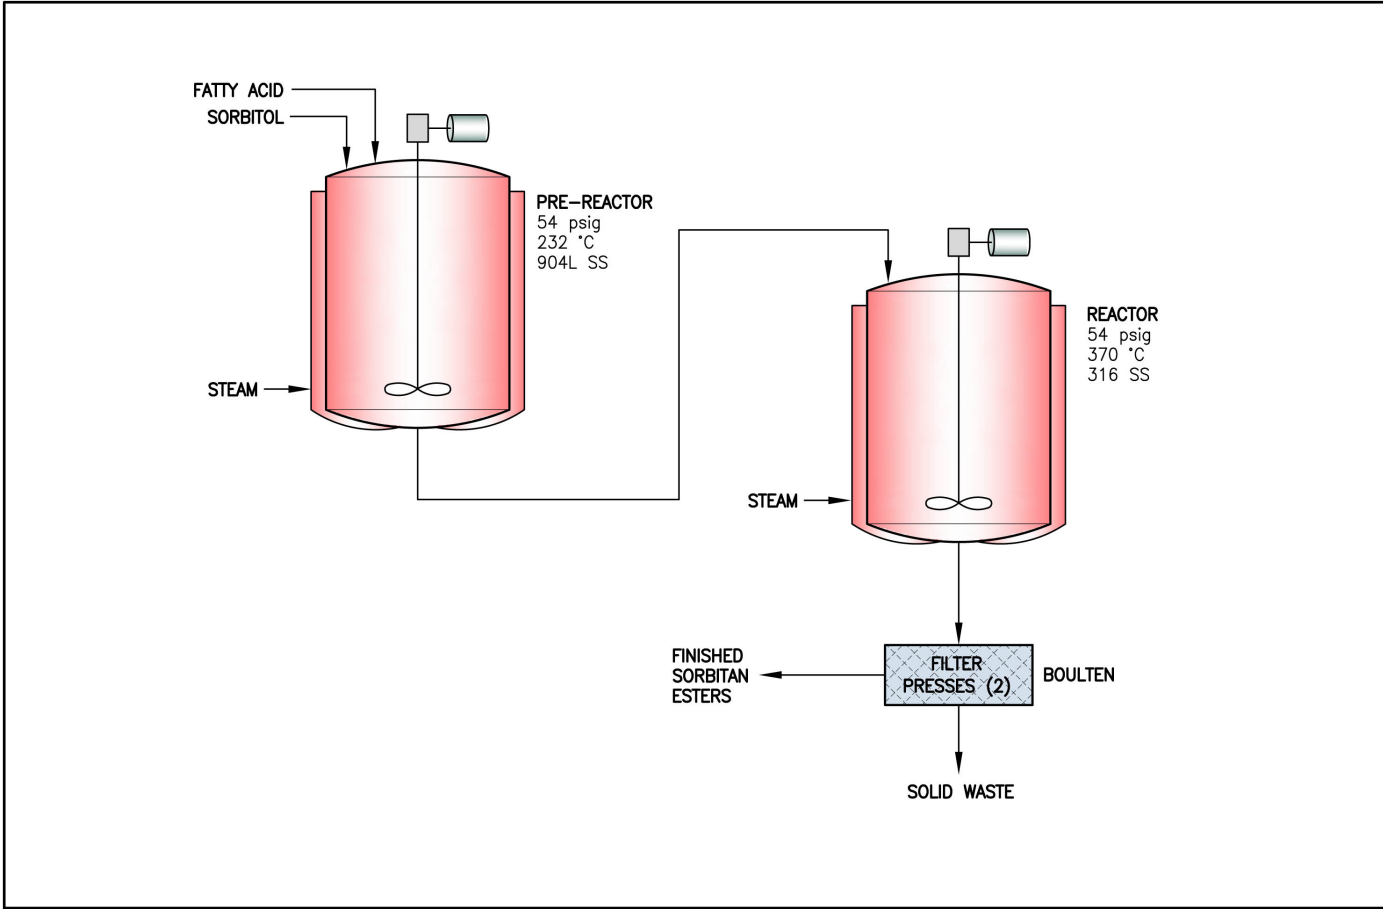 FATTY ACID
SORBITOL
PRE-REACTOR
54 psig
232 °C
904L SS
STEAM
REACTOR
54 psig
370 °C
316 SS
STEAM
FILTER
PRESSES (2)
BOULTEN
FINISHED
SORBITAN
ESTERS
SOLID WASTE